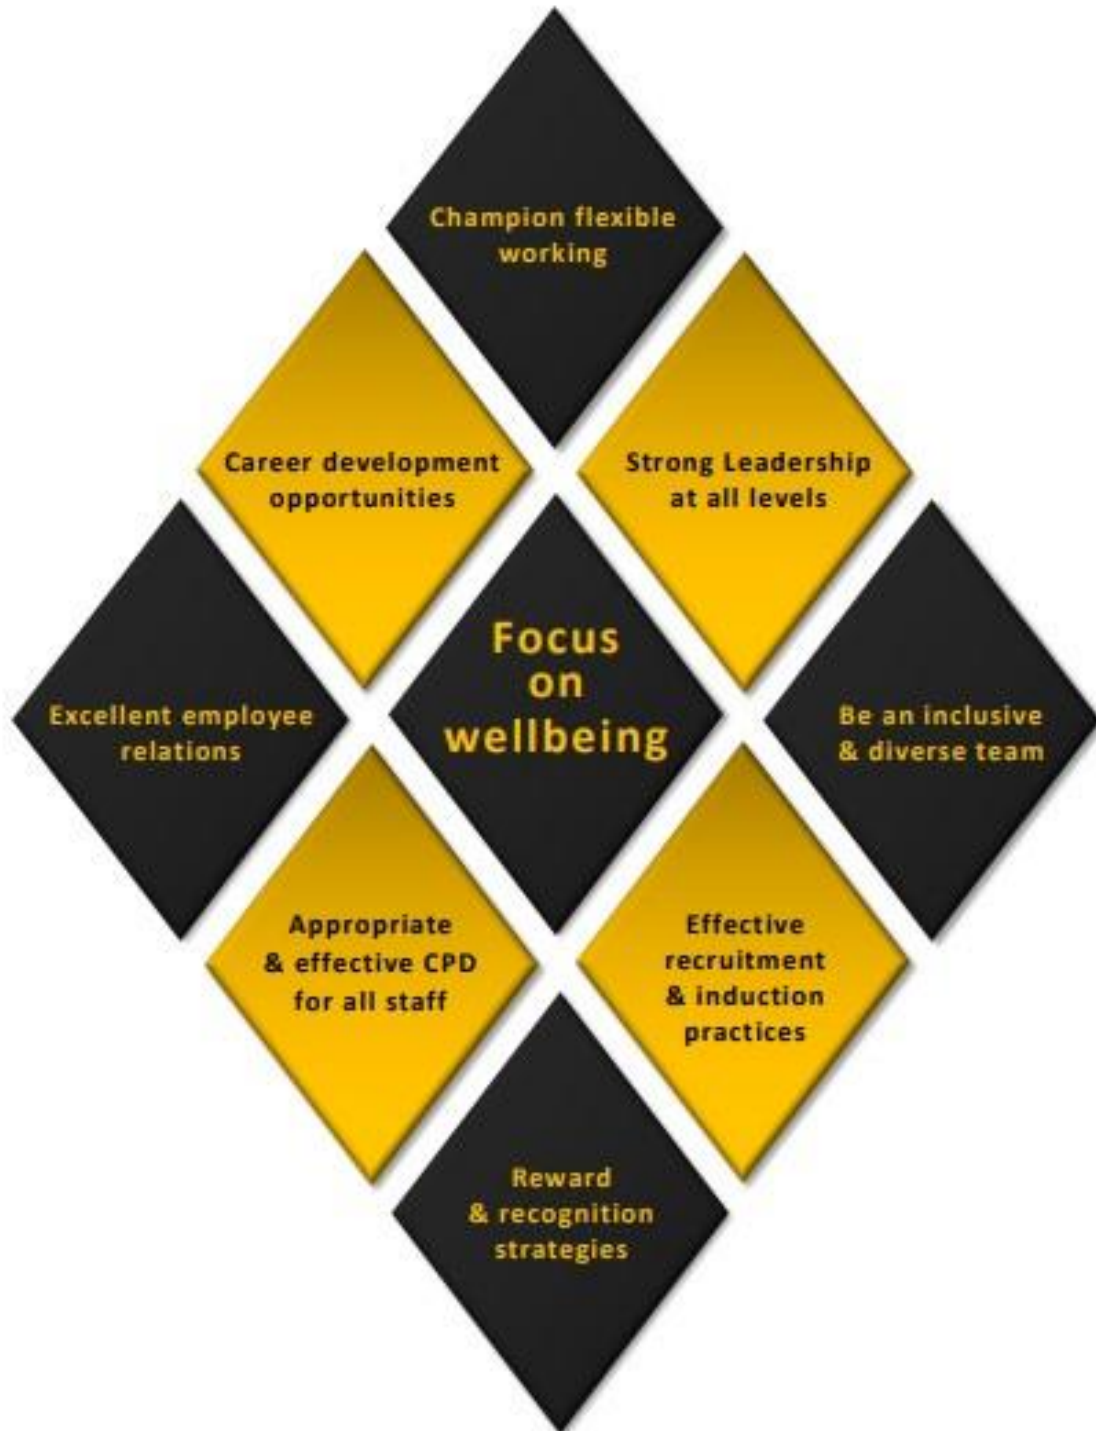 Champion flexible
working
Career development
opportunities
Strong Leadership
at all levels
Excellent employee
relations
Focus
on
wellbeing
Be an inclusive
& diverse team
Appropriate
& effective CPD
for all staff
Effective
recruitment
& induction
practices
Reward
& recognition
strategies